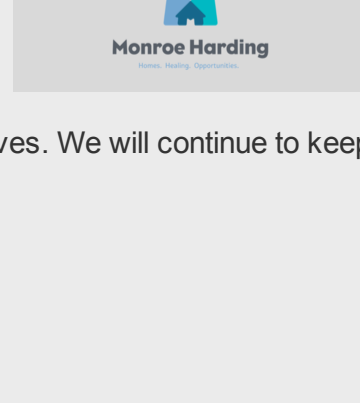 Monroe Harding
Homes. Healing. Opportunities.
ves. We will continue to keep